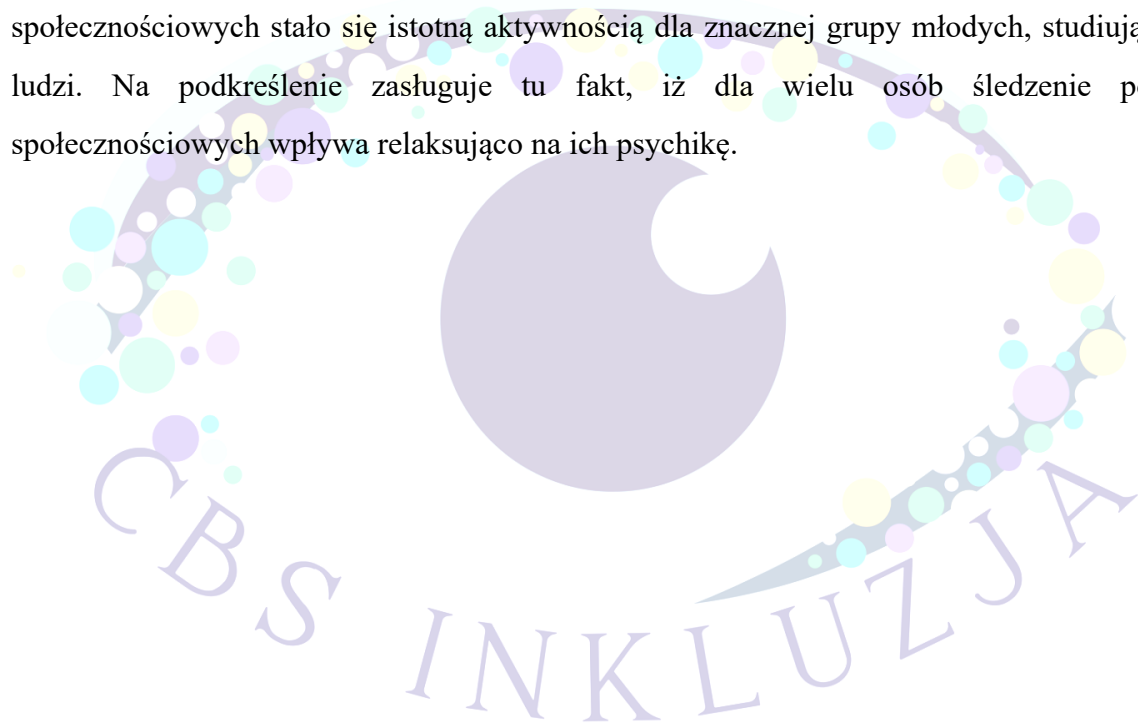 społecznościowych stało się istotną aktywnością dla znacznej grupy młodych, studiują
ludzi. Na podkreślenie zasługuje tu fakt, iż dla wielu osób śledzenie po
społecznościowych wpływa relaksująco na ich psychikę.
CBS INKLUZJA